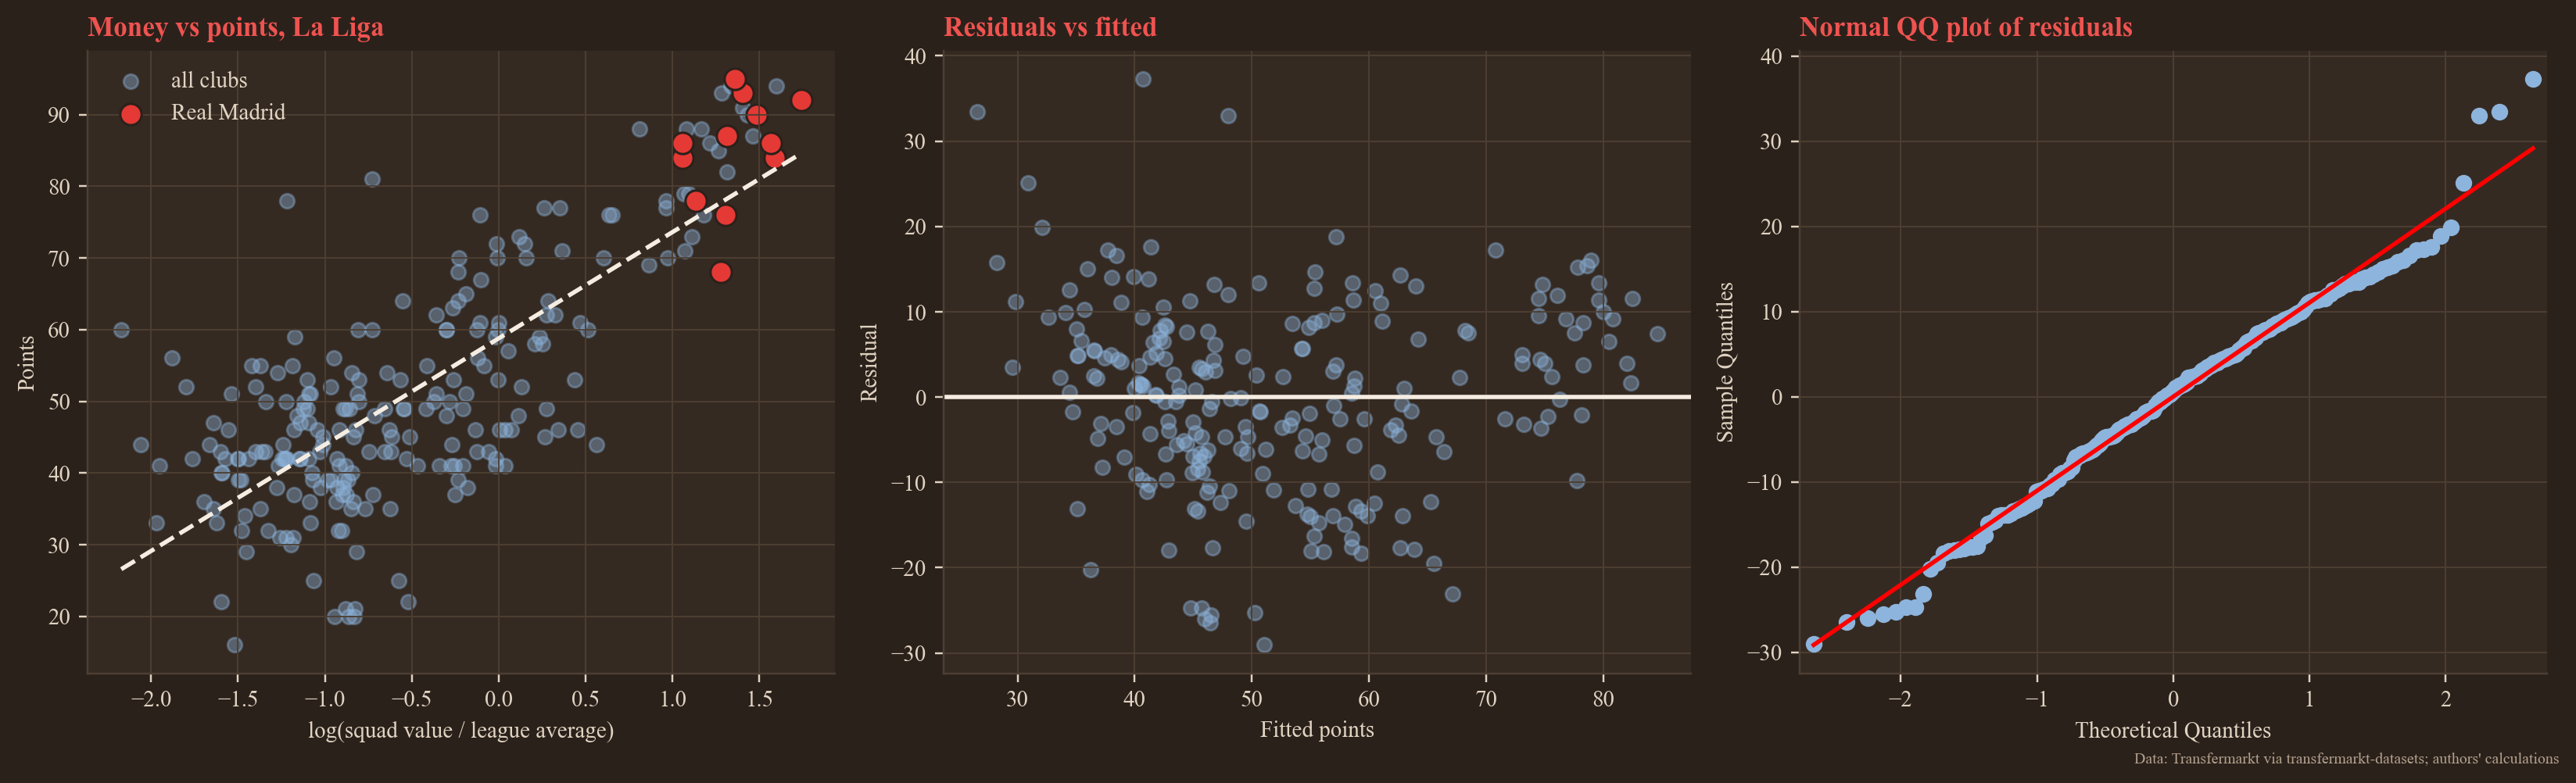 Money vs points, La Liga
all clubs
Real Madrid
90
80
70
60
50
40
30
20
Points
−2.0 −1.5 −1.0 −0.5 0.0 0.5 1.0 1.5
log(squad value / league average)
Residuals vs fitted
40
30
20
10
0
−10
−20
−30
Residual
30 40 50 60 70 80
Fitted points
Normal QQ plot of residuals
40
30
20
10
0
−10
−20
−30
Sample Quantiles
−2 −1 0 1 2
Theoretical Quantiles
Data: Transfermarkt via transfermarkt-datasets; authors' calculations